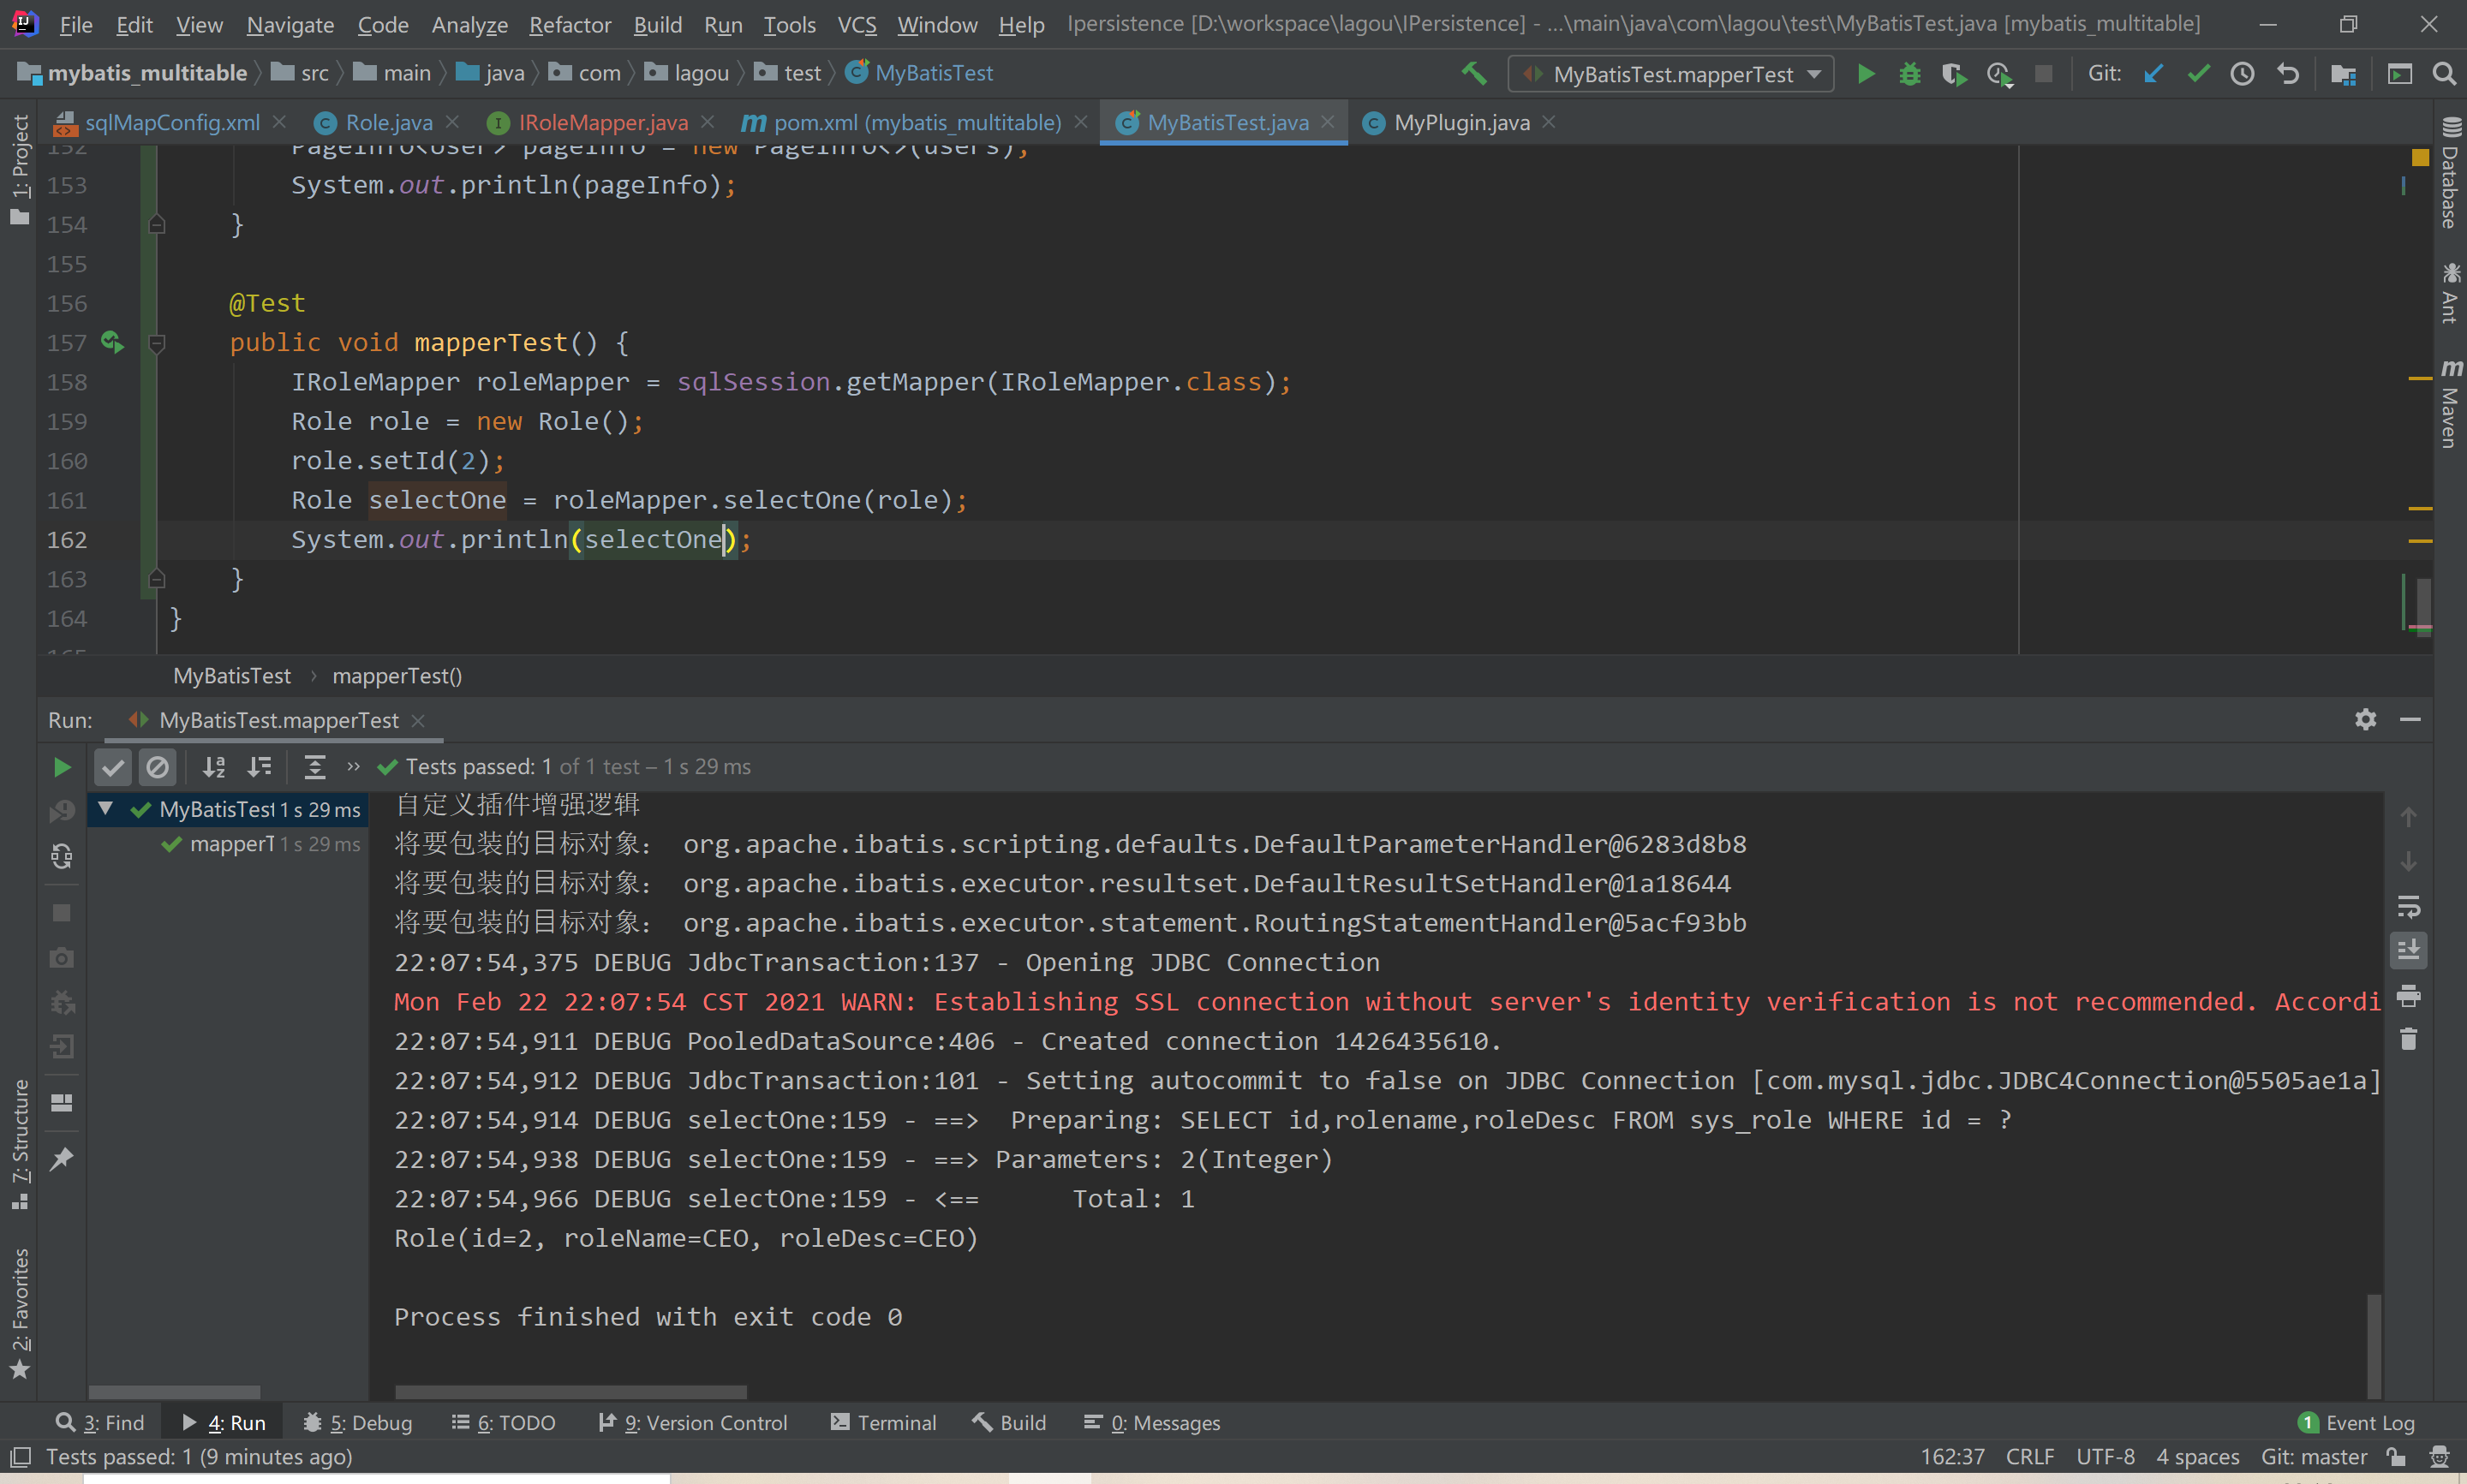 File Edit View Navigate Code Analyze Refactor Build Run Tools VCS Window Help Ipersistence [D:\workspace\lagou\IPersistence] - ...\main\java\com\lagou\test\MyBatisTest.java [mybatis_multitable]
mybatis_multitable src main java com lagou test MyBatisTest MyBatisTest.mapperTest Git:
sqlMapConfig.xml Role.java IRoleMapper.java pom.xml (mybatis_multitable) MyBatisTest.java MyPlugin.java
1: Project
Database
Ant
Maven
152 PageInfo<User> pageInfo = new PageInfo<>(users);
153 System.out.println(pageInfo);
154 }
155
156 @Test
157 public void mapperTest() {
158 IRoleMapper roleMapper = sqlSession.getMapper(IRoleMapper.class);
159 Role role = new Role();
160 role.setId(2);
161 Role selectOne = roleMapper.selectOne(role);
162 System.out.println(selectOne);
163 }
164 }
165
MyBatisTest › mapperTest()
Run: MyBatisTest.mapperTest
Tests passed: 1 of 1 test – 1 s 29 ms
MyBatisTest 1 s 29 ms
mapperT 1 s 29 ms
自定义插件增强逻辑
将要包装的目标对象: org.apache.ibatis.scripting.defaults.DefaultParameterHandler@6283d8b8
将要包装的目标对象: org.apache.ibatis.executor.resultset.DefaultResultSetHandler@1a18644
将要包装的目标对象: org.apache.ibatis.executor.statement.RoutingStatementHandler@5acf93bb
22:07:54,375 DEBUG JdbcTransaction:137 - Opening JDBC Connection
Mon Feb 22 22:07:54 CST 2021 WARN: Establishing SSL connection without server's identity verification is not recommended. Accordi
22:07:54,911 DEBUG PooledDataSource:406 - Created connection 1426435610.
22:07:54,912 DEBUG JdbcTransaction:101 - Setting autocommit to false on JDBC Connection [com.mysql.jdbc.JDBC4Connection@5505ae1a]
22:07:54,914 DEBUG selectOne:159 - ==>  Preparing: SELECT id,rolename,roleDesc FROM sys_role WHERE id = ?
22:07:54,938 DEBUG selectOne:159 - ==> Parameters: 2(Integer)
22:07:54,966 DEBUG selectOne:159 - <==      Total: 1
Role(id=2, roleName=CEO, roleDesc=CEO)
Process finished with exit code 0
7: Structure
2: Favorites
3: Find 4: Run 5: Debug 6: TODO 9: Version Control Terminal Build 0: Messages 1 Event Log
Tests passed: 1 (9 minutes ago) 162:37 CRLF UTF-8 4 spaces Git: master